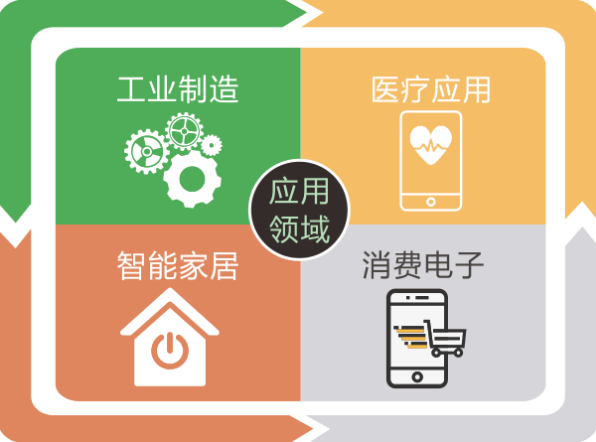 工业制造
医疗应用
应用
领域
智能家居
消费电子